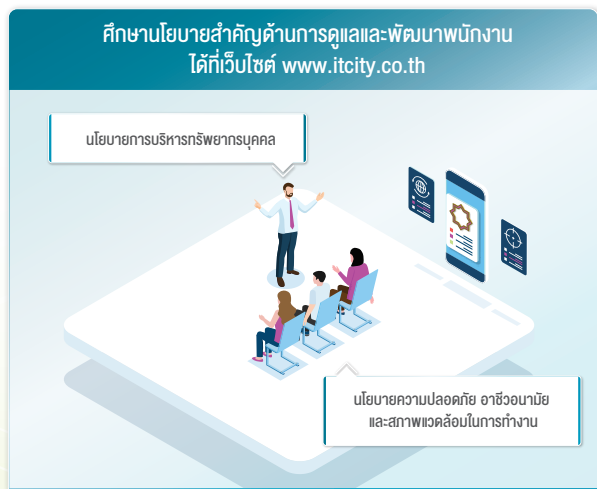 ศึกษานโยบายสำคัญด้านการดูแลและพัฒนาพนักงาน
ได้ที่เว็บไซต์ www.itcity.co.th
นโยบายการบริหารทรัพยากรบุคคล
นโยบายความปลอดภัย อาชีวอนามัย
และสภาพแวดล้อมในการทำงาน